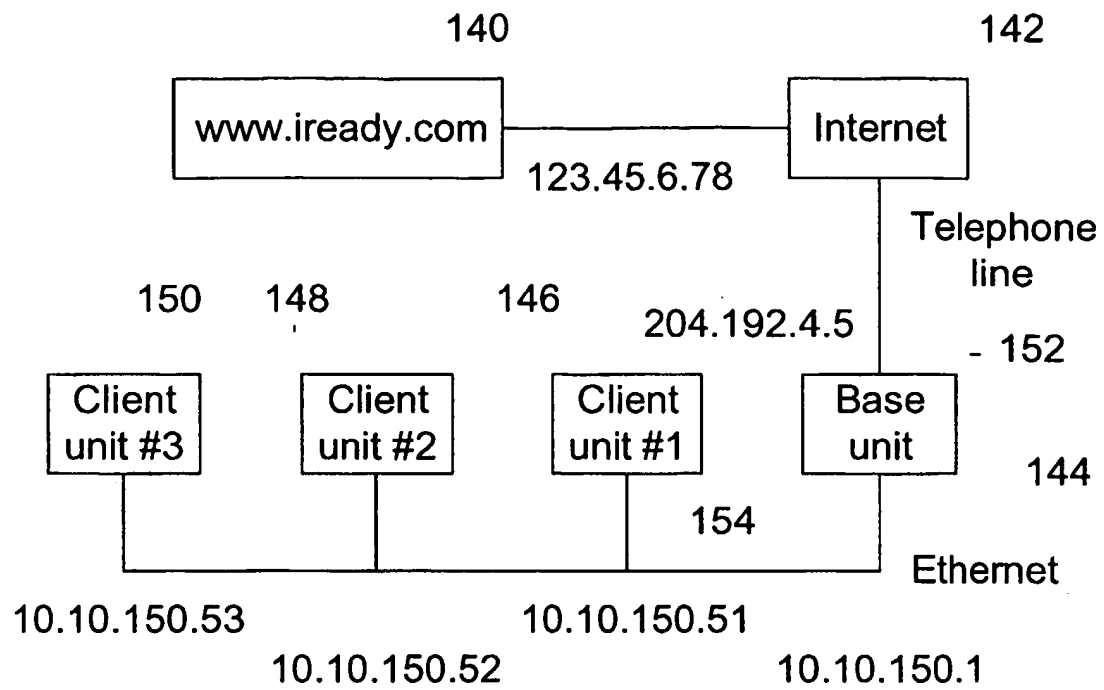 140
142
www.iready.com
Internet
123.45.6.78
Telephone
line
150
148
146
204.192.4.5
- 152
Client
unit #3
Client
unit #2
Client
unit #1
Base
unit
144
154
Ethernet
10.10.150.53
10.10.150.51
10.10.150.52
10.10.150.1